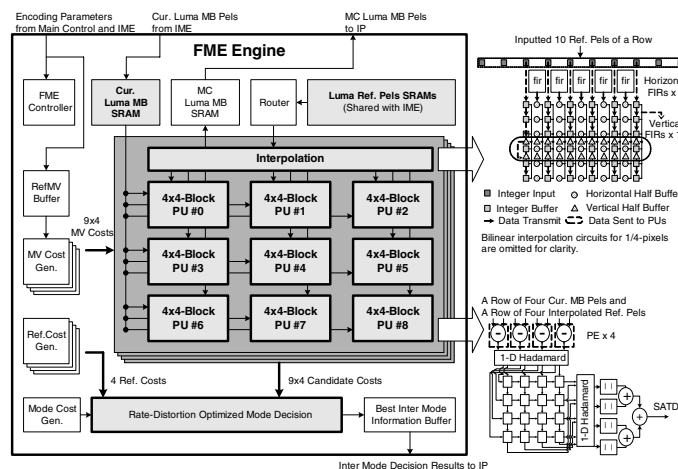 Encoding Parameters
from Main Control and IME
Cur. Luma MB Pels
from IME
MC Luma MB Pels
to IP
FME Engine
FME
Controller
Cur.
Luma MB
SRAM
MC
Luma MB
SRAM
Router
Luma Ref. Pels SRAMs
(Shared with IME)
Interpolation
RefMV
Buffer
9x4
MV Costs
MV Cost
Gen.
4x4-Block
PU #0
4x4-Block
PU #1
4x4-Block
PU #2
4x4-Block
PU #3
4x4-Block
PU #4
4x4-Block
PU #5
4x4-Block
PU #6
4x4-Block
PU #7
4x4-Block
PU #8
Ref.Cost
Gen.
4 Ref. Costs
9x4 Candidate Costs
Mode Cost
Gen.
Rate-Distortion Optimized Mode Decision
Best Inter Mode
Information Buffer
Inter Mode Decision Results to IP
Inputted 10 Ref. Pels of a Row
fir
fir
fir
fir
fir
Horizon
FIRs x
Vertica
FIRs x 1
Integer Input
Horizontal Half Buffer
Integer Buffer
Vertical Half Buffer
Data Transmit
Data Sent to PUs
Bilinear interpolation circuits for 1/4-pixels
are omitted for clarity.
A Row of Four Cur. MB Pels and
A Row of Four Interpolated Ref. Pels
- - - -
PE x 4
1-D Hadamard
1-D Hadamard
| |
| |
| |
| |
+
+
+
SATD